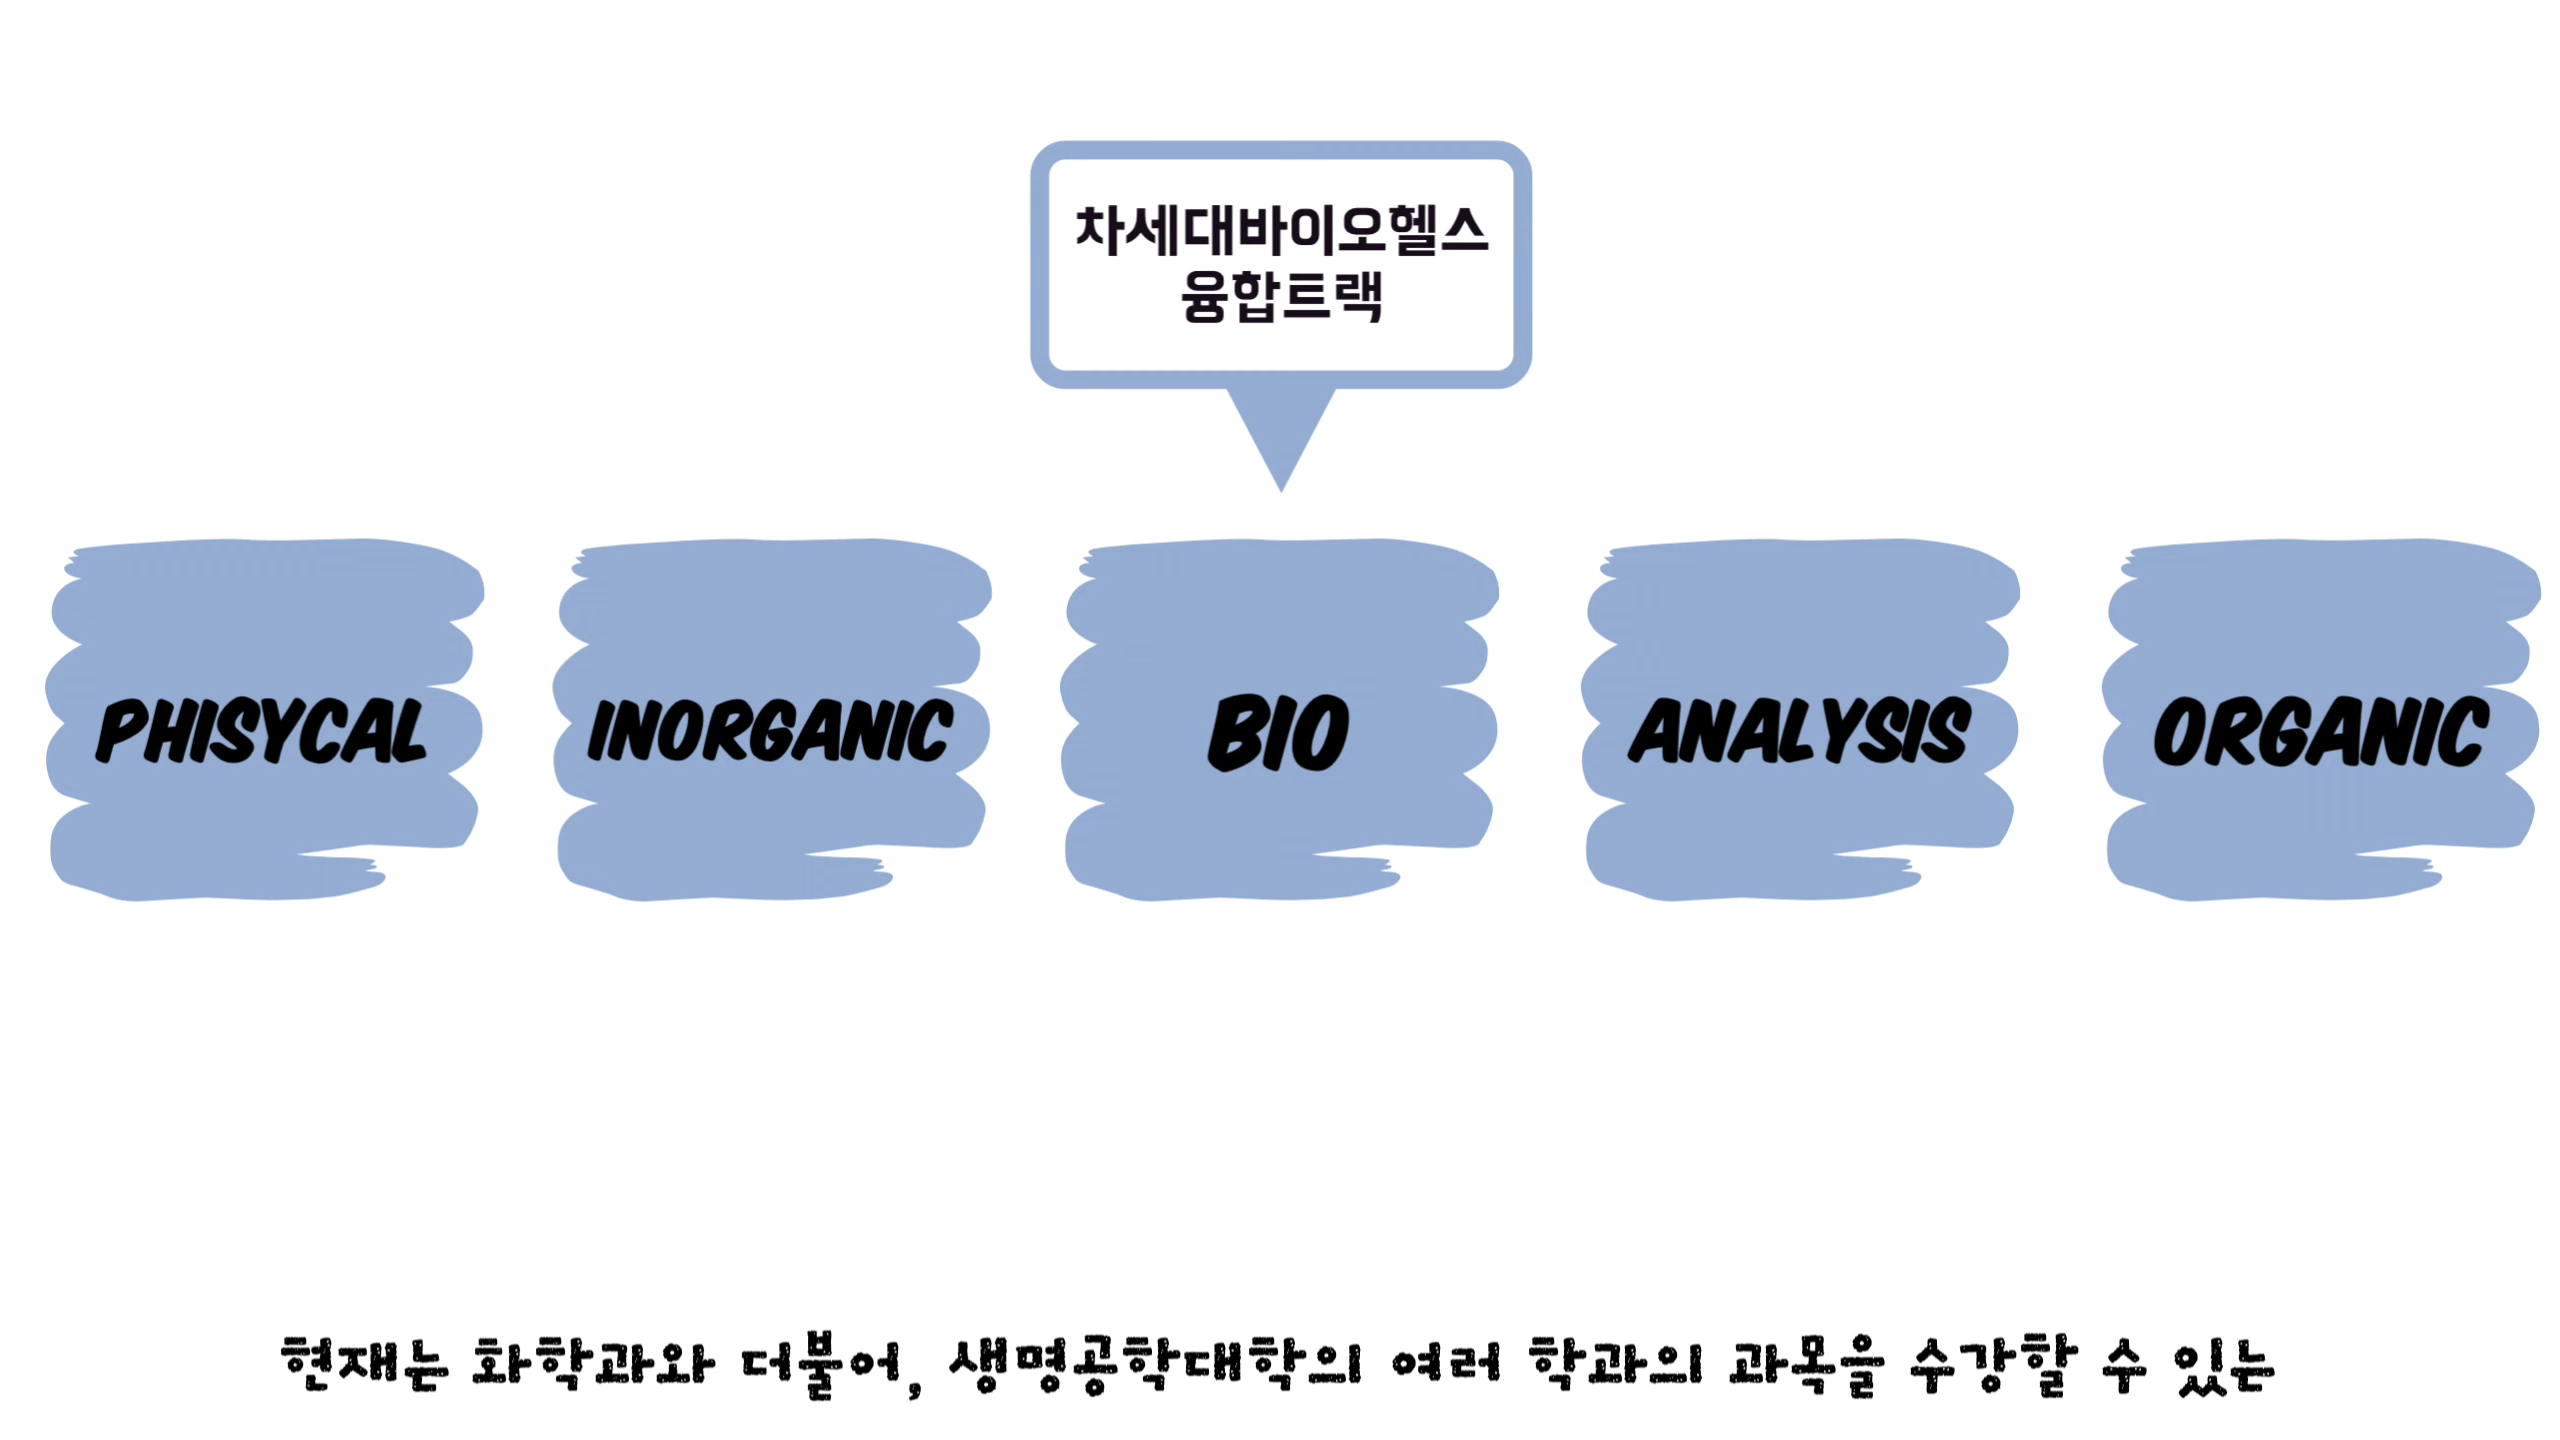 차세대바이오헬스
융합트랙
PHISYCAL
INORGANIC
BIO
ANALYSIS
ORGANIC
현재는 화학과와 더불어, 생명공학대학의 여러 학과의 과목을 수강할 수 있는